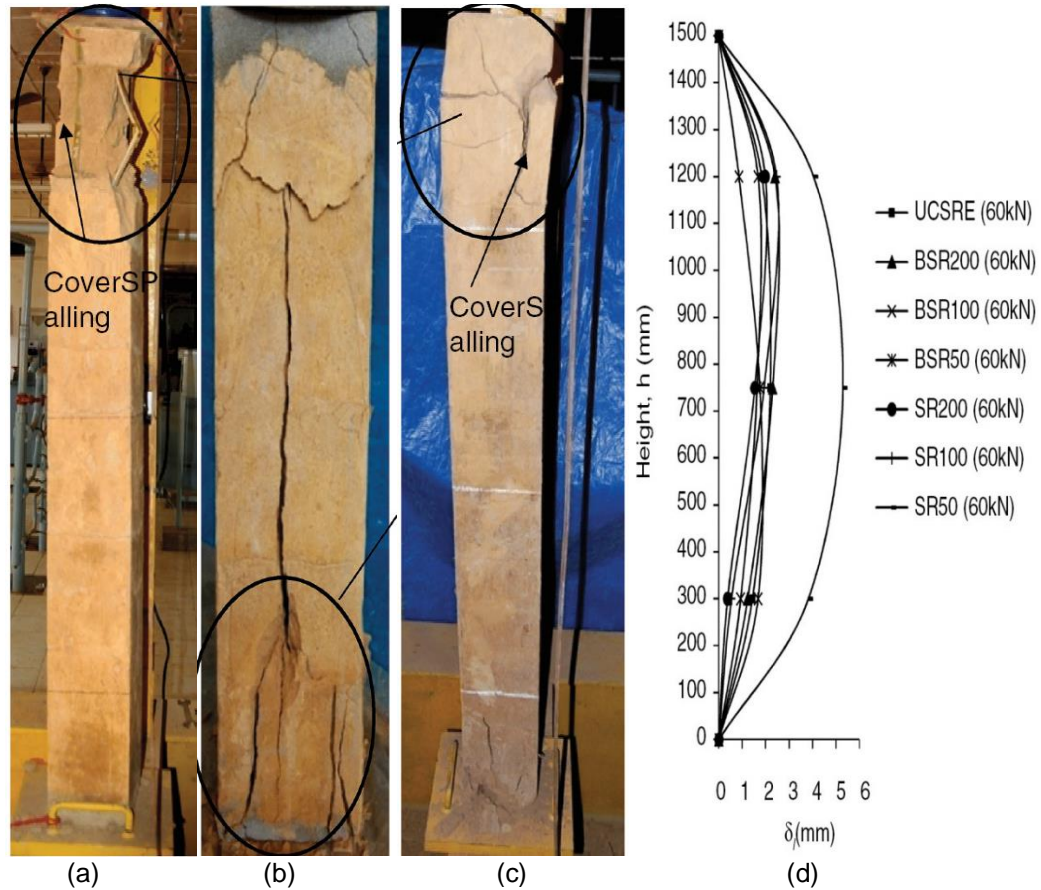 CoverSP
alling
CoverS
alling
1500
1400
1300
1200
1100
1000
900
800
700
600
500
400
300
200
100
0
Height, h (mm)
0 1 2 3 4 5 6
δ (mm)
UCSRE (60kN)
BSR200 (60kN)
BSR100 (60kN)
BSR50 (60kN)
SR200 (60kN)
SR100 (60kN)
SR50 (60kN)
(a) (b) (c) (d)